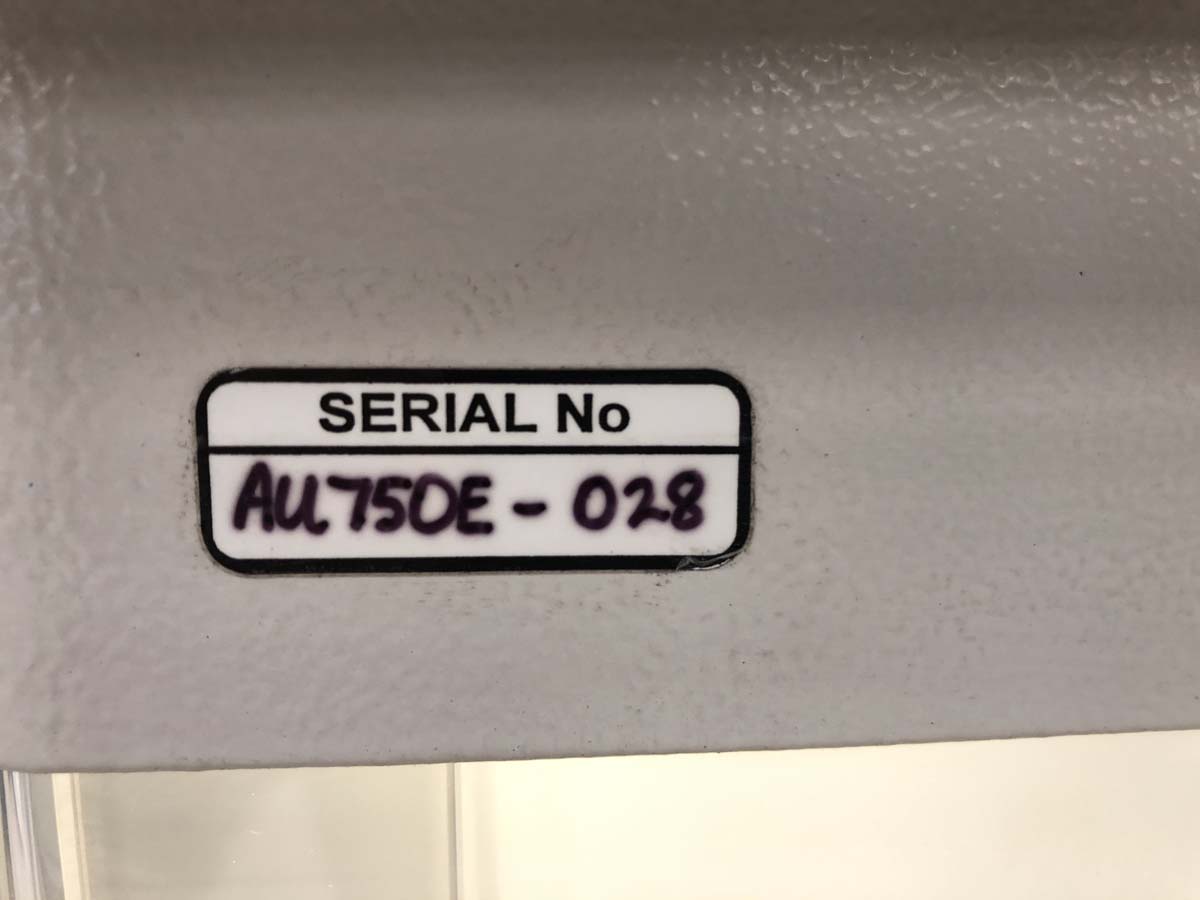 SERIAL No
AU750E - 028